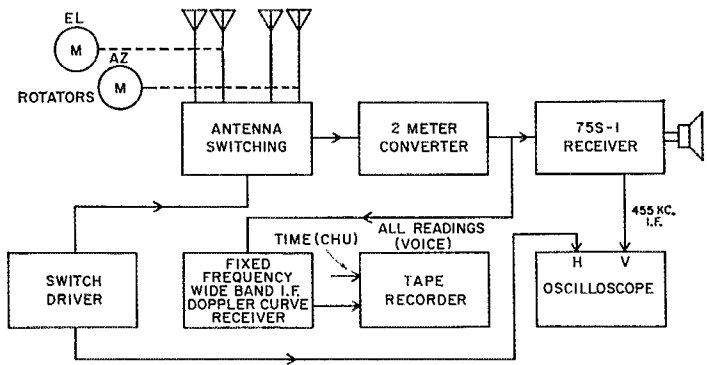 EL
M
AZ
M
ROTATORS
ANTENNA
SWITCHING
2 METER
CONVERTER
75S-1
RECEIVER
455 KC.
I.F.
ALL READINGS
(VOICE)
TIME (CHU)
SWITCH
DRIVER
FIXED
FREQUENCY
WIDE BAND I.F.
DOPPLER CURVE
RECEIVER
TAPE
RECORDER
H V
OSCILLOSCOPE